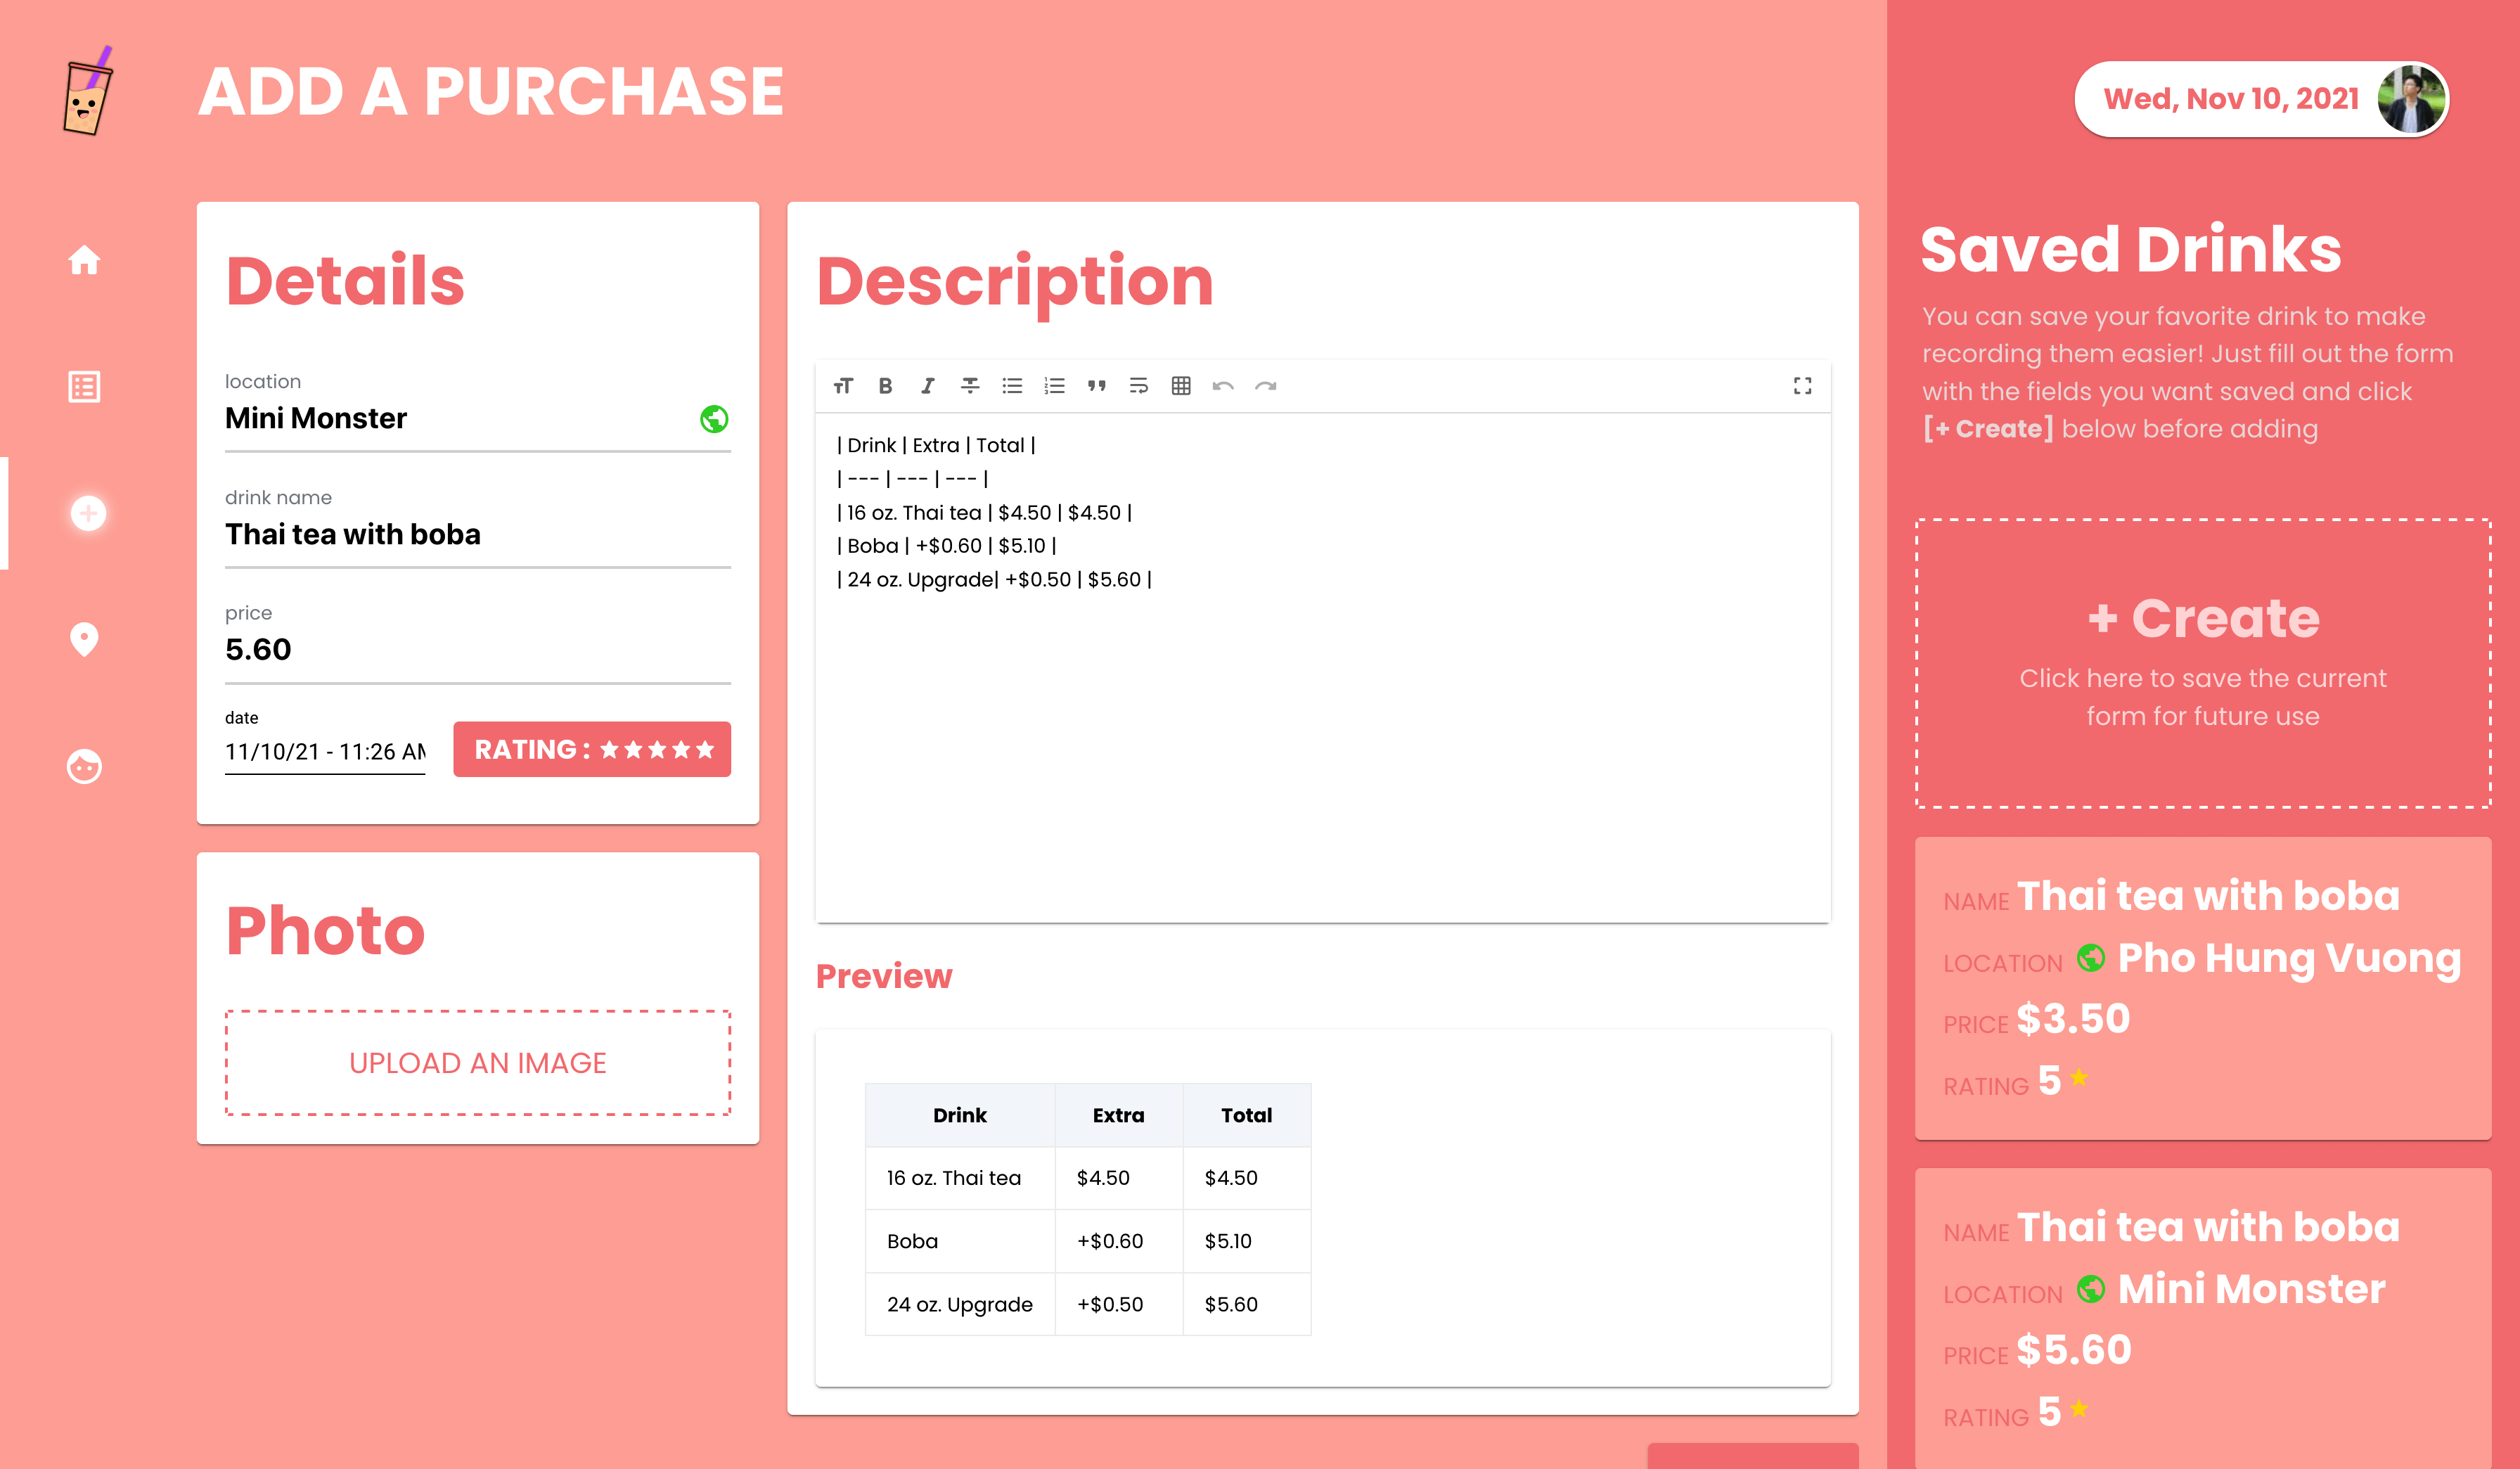 ADD A PURCHASE
Wed, Nov 10, 2021
Details
location
Mini Monster
drink name
Thai tea with boba
price
5.60
date
11/10/21 - 11:26 AM
RATING :
Photo
UPLOAD AN IMAGE
Description
| Drink | Extra | Total |
| --- | --- | --- |
| 16 oz. Thai tea | $4.50 | $4.50 |
| Boba | +$0.60 | $5.10 |
| 24 oz. Upgrade| +$0.50 | $5.60 |
Preview
Drink Extra Total
16 oz. Thai tea $4.50 $4.50
Boba +$0.60 $5.10
24 oz. Upgrade +$0.50 $5.60
Saved Drinks
You can save your favorite drink to make
recording them easier! Just fill out the form
with the fields you want saved and click
[+ Create] below before adding
+ Create
Click here to save the current
form for future use
NAME Thai tea with boba
LOCATION Pho Hung Vuong
PRICE $3.50
RATING 5
NAME Thai tea with boba
LOCATION Mini Monster
PRICE $5.60
RATING 5